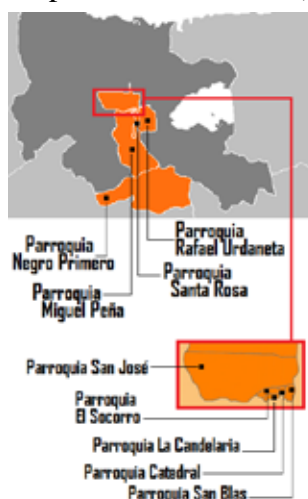 Parroquia
Rafael Urdaneta
Parroquia
Negro Primero
Parroquia
Santa Rosa
Parroquia
Miguel Peña
Parroquia San José
Parroquia
El Socorro
Parroquia La Candelaria
Parroquia Catedral
Parroquia San Blas